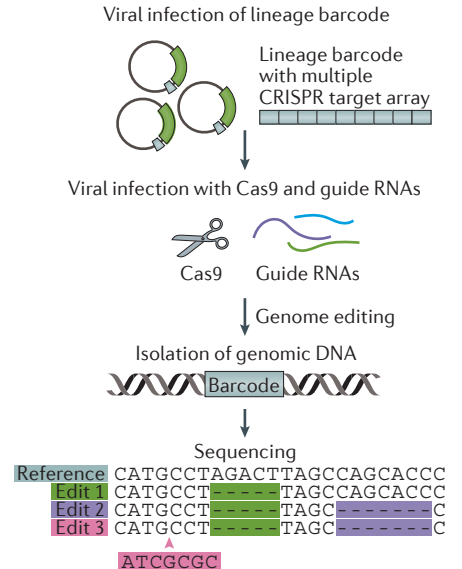 Viral infection of lineage barcode
Lineage barcode
with multiple
CRISPR target array
Viral infection with Cas9 and guide RNAs
Cas9
Guide RNAs
Genome editing
Isolation of genomic DNA
Barcode
Sequencing
Reference CATGCCTAGACTTAGCCAGCACCC
Edit 1 CATGCCT-----TAGCCAGCACCC
Edit 2 CATGCCT-----TAGC-------C
Edit 3 CATGCCT-----TAGC-------C
ATCGCGC